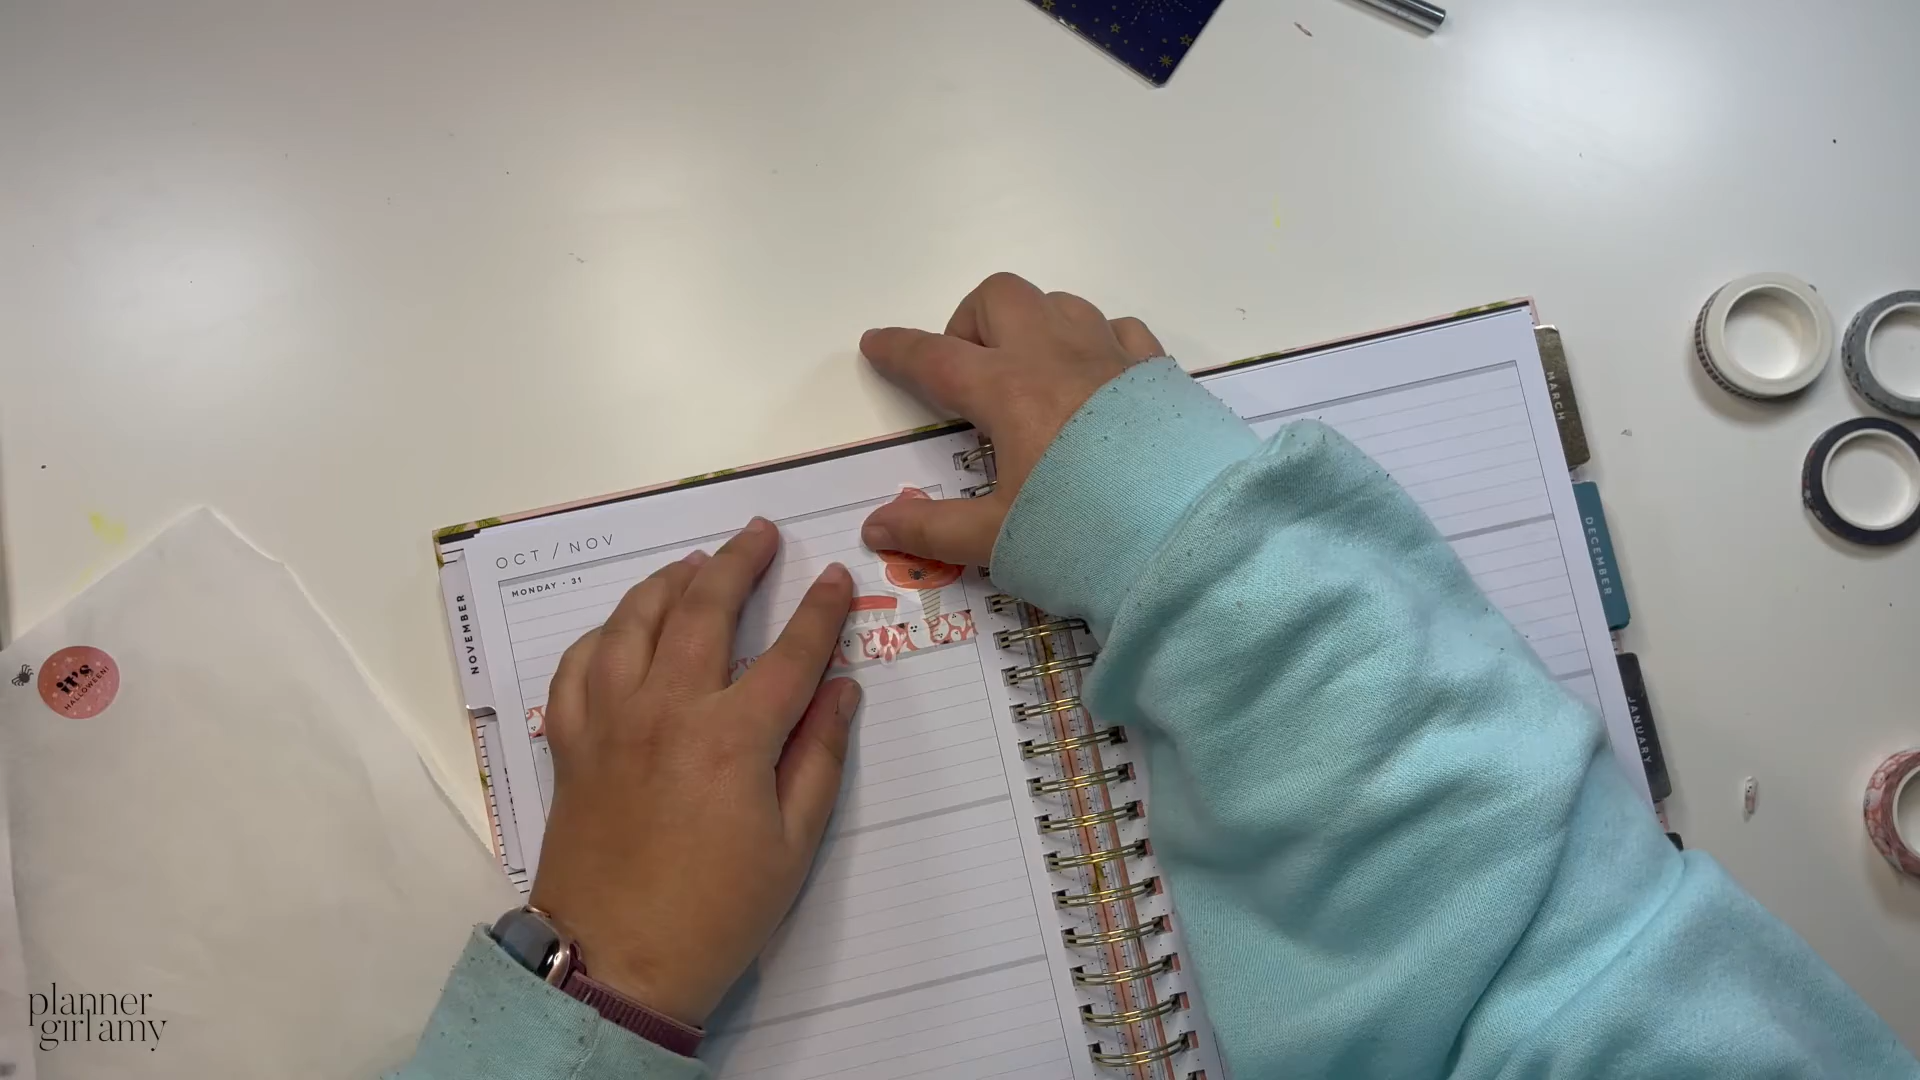 OCT / NOV
MONDAY • 31
NOVEMBER
MARCH
DECEMBER
JANUARY
it's
HALLOWEEN!
planner
girl amy